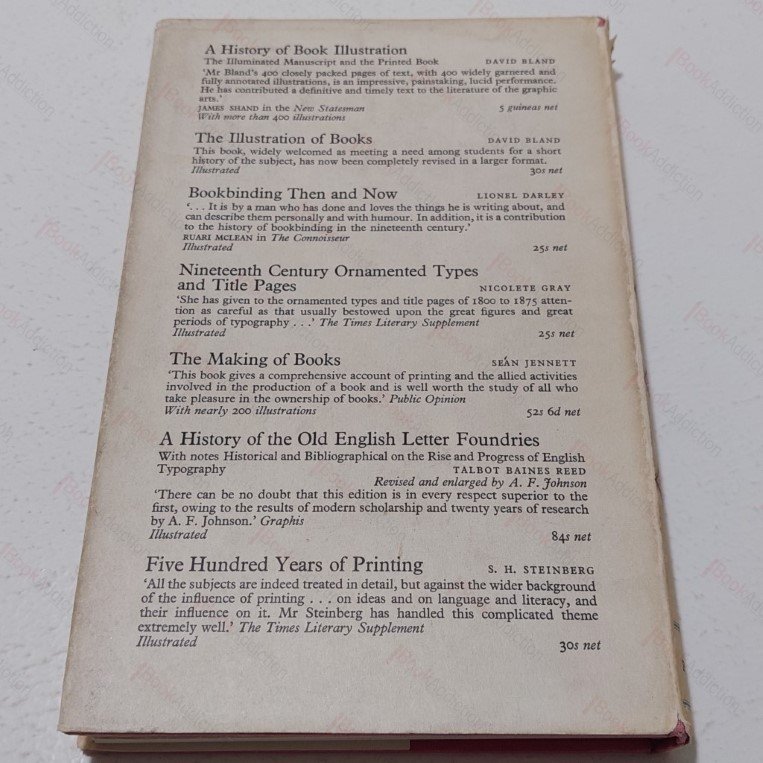 A History of Book Illustration
The Illuminated Manuscript and the Printed Book DAVID BLAND
'Mr Bland's 400 closely packed pages of text, with 400 widely garnered and
fully annotated illustrations, is an impressive, painstaking, lucid performance.
He has contributed a definitive and timely text to the literature of the graphic
arts.'
JAMES SHAND in the New Statesman 5 guineas net
With more than 400 illustrations
The Illustration of Books DAVID BLAND
This book, widely welcomed as meeting a need among students for a short
history of the subject, has now been completely revised in a larger format.
Illustrated 30s net
Bookbinding Then and Now LIONEL DARLEY
'. . . It is by a man who has done and loves the things he is writing about, and
can describe them personally and with humour. In addition, it is a contribution
to the history of bookbinding in the nineteenth century.'
RUARI MCLEAN in The Connoisseur
Illustrated 25s net
Nineteenth Century Ornamented Types
and Title Pages NICOLETE GRAY
'She has given to the ornamented types and title pages of 1800 to 1875 atten-
tion as careful as that usually bestowed upon the great figures and great
periods of typography . . .' The Times Literary Supplement
Illustrated 25s net
The Making of Books SEÁN JENNETT
'This book gives a comprehensive account of printing and the allied activities
involved in the production of a book and is well worth the study of all who
take pleasure in the ownership of books.' Public Opinion
With nearly 200 illustrations 52s 6d net
A History of the Old English Letter Foundries
With notes Historical and Bibliographical on the Rise and Progress of English
Typography TALBOT BAINES REED
Revised and enlarged by A. F. Johnson
'There can be no doubt that this edition is in every respect superior to the
first, owing to the results of modern scholarship and twenty years of research
by A. F. Johnson.' Graphis
Illustrated 84s net
Five Hundred Years of Printing S. H. STEINBERG
'All the subjects are indeed treated in detail, but against the wider background
of the influence of printing . . . on ideas and on language and literacy, and
their influence on it. Mr Steinberg has handled this complicated theme
extremely well.' The Times Literary Supplement
Illustrated 30s net
BookAddiction